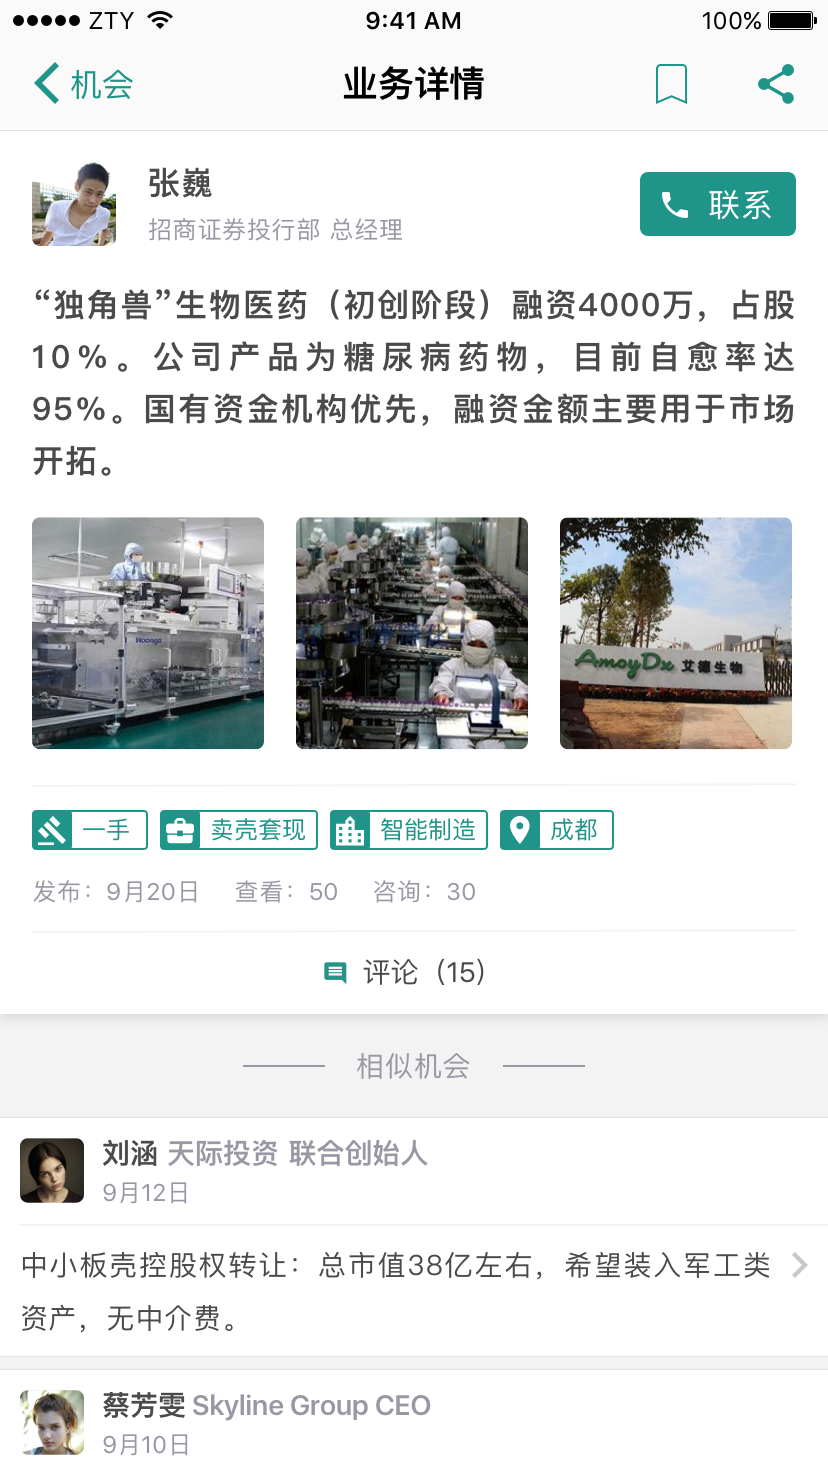 ZTY 9:41 AM 100%
机会 业务详情
张巍
招商证券投行部 总经理
联系
“独角兽”生物医药（初创阶段）融资4000万，占股
10%。公司产品为糖尿病药物，目前自愈率达
95%。国有资金机构优先，融资金额主要用于市场
开拓。
AmoyDx 艾德生物
一手 卖壳套现 智能制造 成都
发布：9月20日 查看：50 咨询：30
评论（15）
相似机会
刘涵 天际投资 联合创始人
9月12日
中小板壳控股权转让：总市值38亿左右，希望装入军工类
资产，无中介费。
蔡芳雯 Skyline Group CEO
9月10日